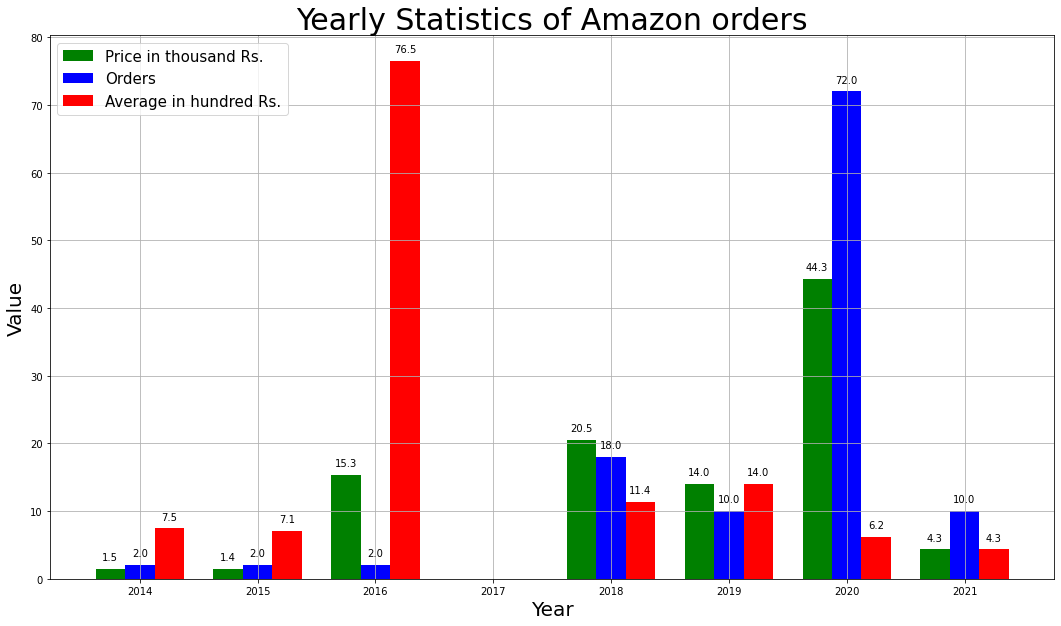 Yearly Statistics of Amazon orders
Price in thousand Rs.
Orders
Average in hundred Rs.
Value
80
70
60
50
40
30
20
10
0
1.5 2.0 7.5
1.4 2.0 7.1
15.3 2.0 76.5
20.5 18.0 11.4
14.0 10.0 14.0
44.3 72.0 6.2
4.3 10.0 4.3
2014 2015 2016 2017 2018 2019 2020 2021
Year